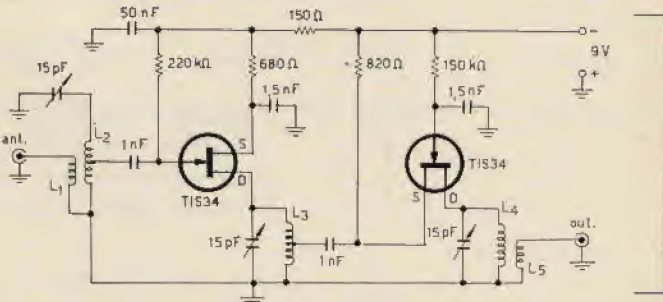 50 nF
150 Ω
–
9V
+
15 pF
220 kΩ
680 Ω
820 Ω
150 kΩ
1,5 nF
1,5 nF
ant.
L2
1 nF
S
D
TIS34
L1
TIS34
S
D
15 pF
L3
1 nF
15 pF
L4
L5
out.